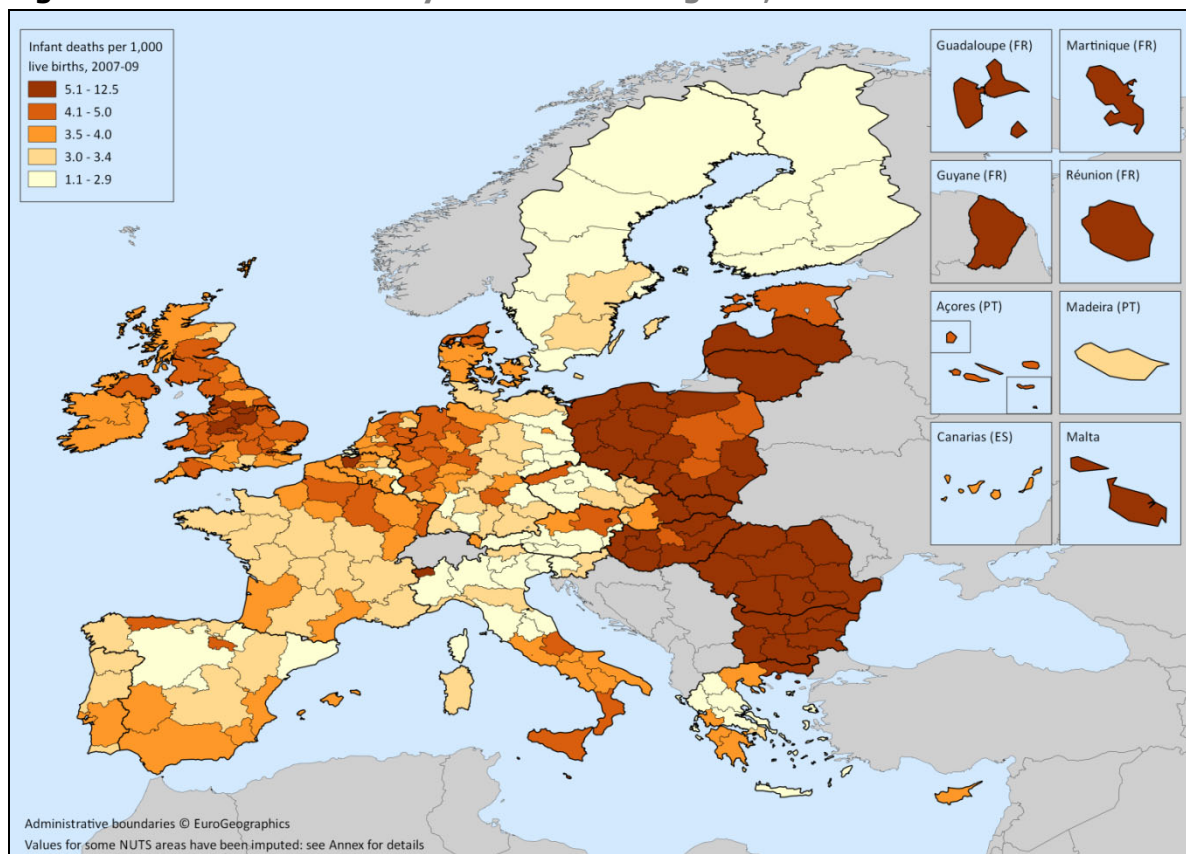 Infant deaths per 1,000
live births, 2007-09
5.1 - 12.5
4.1 - 5.0
3.5 - 4.0
3.0 - 3.4
1.1 - 2.9
Guadaloupe (FR)
Martinique (FR)
Guyane (FR)
Réunion (FR)
Açores (PT)
Madeira (PT)
Canarias (ES)
Malta
Administrative boundaries © EuroGeographics
Values for some NUTS areas have been imputed: see Annex for details